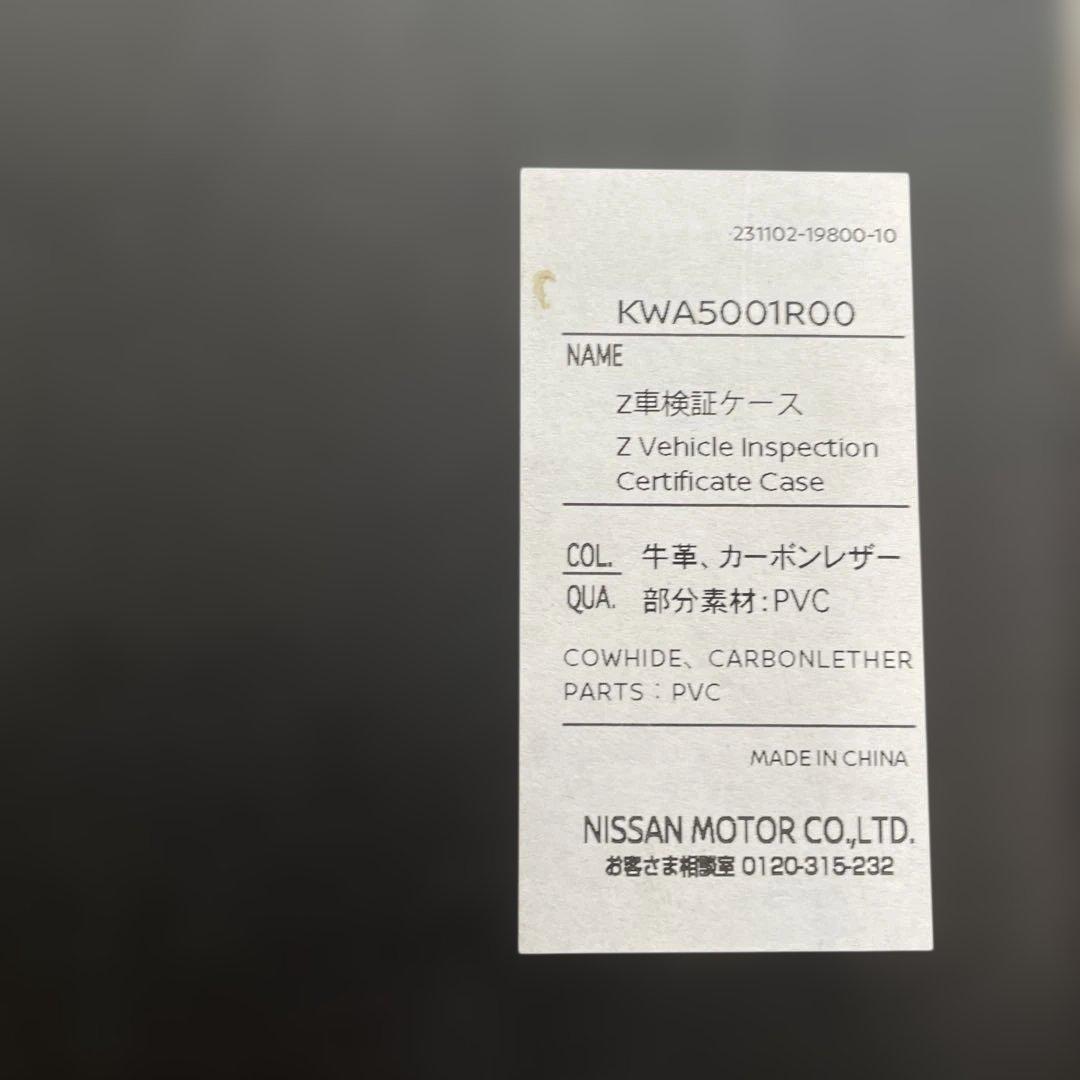 231102-19800-10
KWA5001R00
NAME
Z車検証ケース
Z Vehicle Inspection
Certificate Case
COL. 牛革、カーボンレザー
QUA. 部分素材:PVC
COWHIDE、CARBONLETHER
PARTS:PVC
MADE IN CHINA
NISSAN MOTOR CO.,LTD.
お客さま相談室 0120-315-232